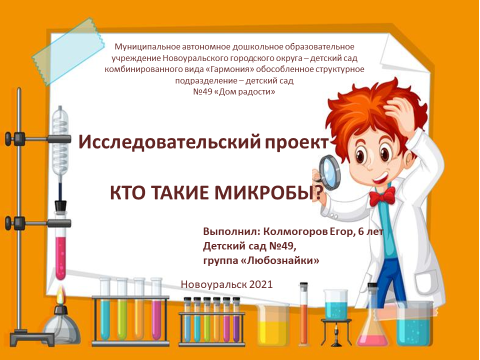 Муниципальное автономное дошкольное образовательное
учреждение Новоуральского городского округа – детский сад
комбинированного вида «Гармония» обособленное структурное
подразделение – детский сад
№49 «Дом радости»
Исследовательский проект
КТО ТАКИЕ МИКРОБЫ?
Выполнил: Колмогоров Егор, 6 лет
Детский сад №49,
группа «Любознайки»
Новоуральск 2021